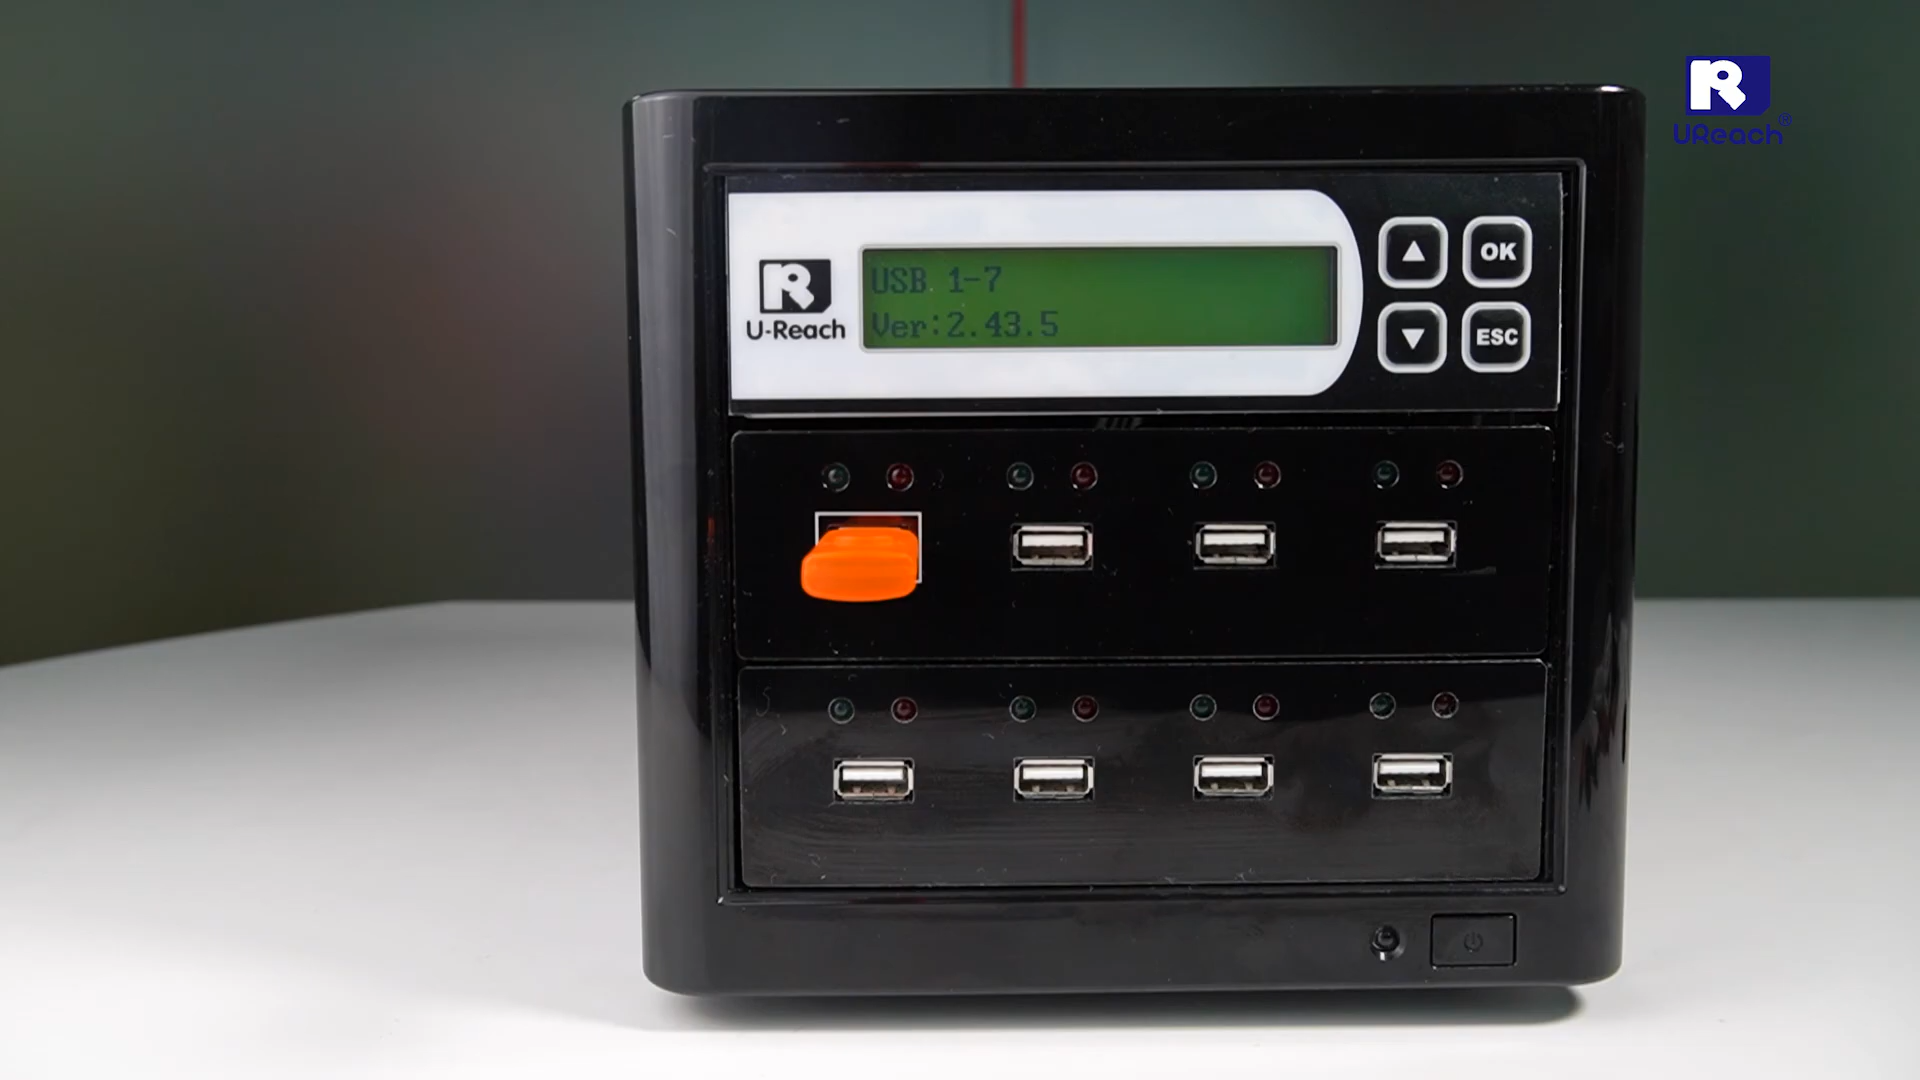 UReach®
U-Reach
USB 1-7
Ver:2.43.5
▲
OK
▼
ESC